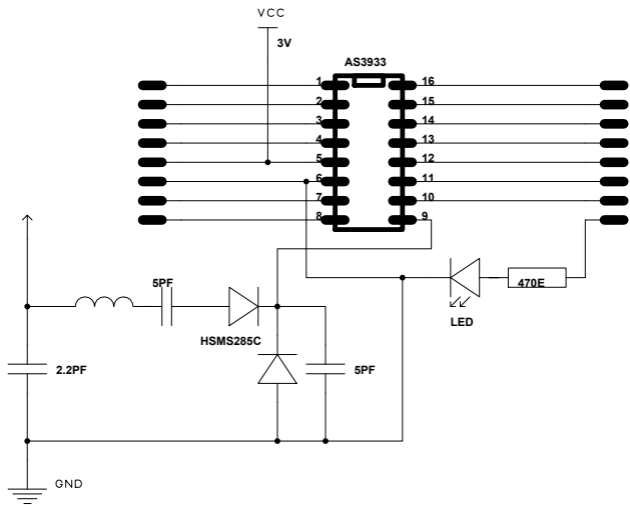 VCC
3V
AS3933
1 16
2 15
3 14
4 13
5 12
6 11
7 10
8 9
5PF
470E
LED
HSMS285C
2.2PF
5PF
GND